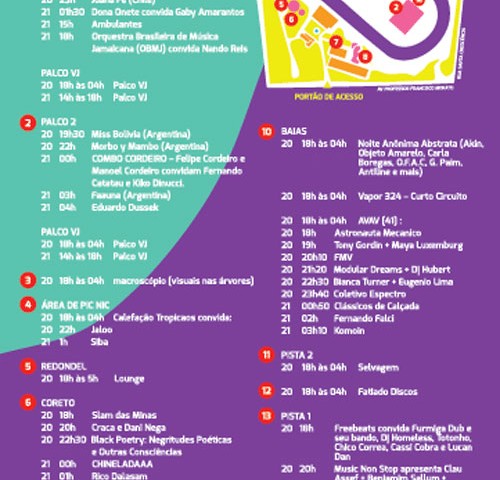 21 01h30 Dona Onete convida Gaby Amarantos
21 15h Ambulantes
21 18h Orquestra Brasileira de Música
Jamaicana (OBMJ) convida Nando Reis
PALCO VJ
20 18h às 04h Palco VJ
21 14h às 18h Palco VJ
2 PALCO 2
20 19h30 Miss Bolivia (Argentina)
20 22h Morbo y Mambo (Argentina)
21 00h COMBO CORDEIRO – Felipe Cordeiro e
Manoel Cordeiro convidam Fernando
Catatau e Kiko Dinucci.
21 03h Faauna (Argentina)
21 04h Eduardo Dussek
PALCO VJ
20 18h às 04h Palco VJ
21 14h às 18h Palco VJ
3 20 18h às 04h macroscópio (visuais nas árvores)
4 ÁREA DE PIC NIC
20 18h às 04h Calefação Tropicaos convida:
20 22h Jaloo
21 1h Siba
5 REDONDEL
20 18h às 5h Lounge
6 CORETO
20 18h Slam das Minas
20 20h Craca e Dani Nega
20 22h30 Black Poetry: Negritudes Poéticas
e Outras Consciências
21 00h CHINELADAAA
21 01h Rico Dalasam
5
6
2
7
8
PORTÃO DE ACESSO
AV PROFESSOR FRANCISCO MORATO
10 BAIAS
20 18h às 04h Noite Anônima Abstrata (Akin,
Objeto Amarelo, Carla
Boregas, O.F.A.C, G. Paim,
Antiline e mais)
20 18h às 04h Vapor 324 – Curto Circuito
20 18h às 04h AVAV [41] :
20 18h Astronauta Mecanico
20 19h Tony Gordin + Maya Luxemburg
20 20h10 FMV
20 21h20 Modular Dreams + Dj Hubert
20 22h30 Bianca Turner + Eugenio Lima
20 23h40 Coletivo Espectro
21 00h50 Clássicos de Calçada
21 02h Fernando Falci
21 03h10 Komoin
11 PISTA 2
20 18h às 04h Selvagem
12 20 18h às 04h Fatiado Discos
13 PISTA 1
20 18h Freebeats convida Furmiga Dub e
seu bando, Dj Homeless, Totonho,
Chico Correa, Cassi Cobra e Lucan
Dan
20 20h Music Non Stop apresenta Clau
Assef + Benjamim Sallum +